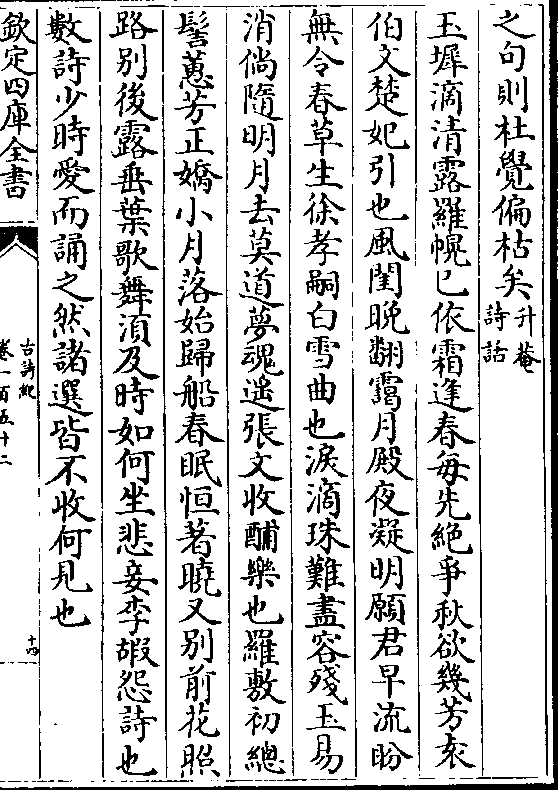 之句則杜覺偏枯矣升菴詩話
玉墀滴清露羅幌已依霜逢春每先絶爭秋欲幾芳袁
伯文楚妃引也風閨晚翻靄月殿夜凝明願君早流盼
無令春草生徐孝嗣白雪曲也淚滴珠難盡容殘玉易
消倘隨明月去莫道夢魂遥張文收酺樂也羅敷初總
髻蕙芳正嬌小月落始歸船春眠恒著曉又别前花照
路别後露垂葉歌舞湏及時如何坐悲妾李嘏怨詩也
數詩少時愛而誦之然諸選皆不收何見也
欽定四庫全書
古詩紀
卷一百五十二
十四